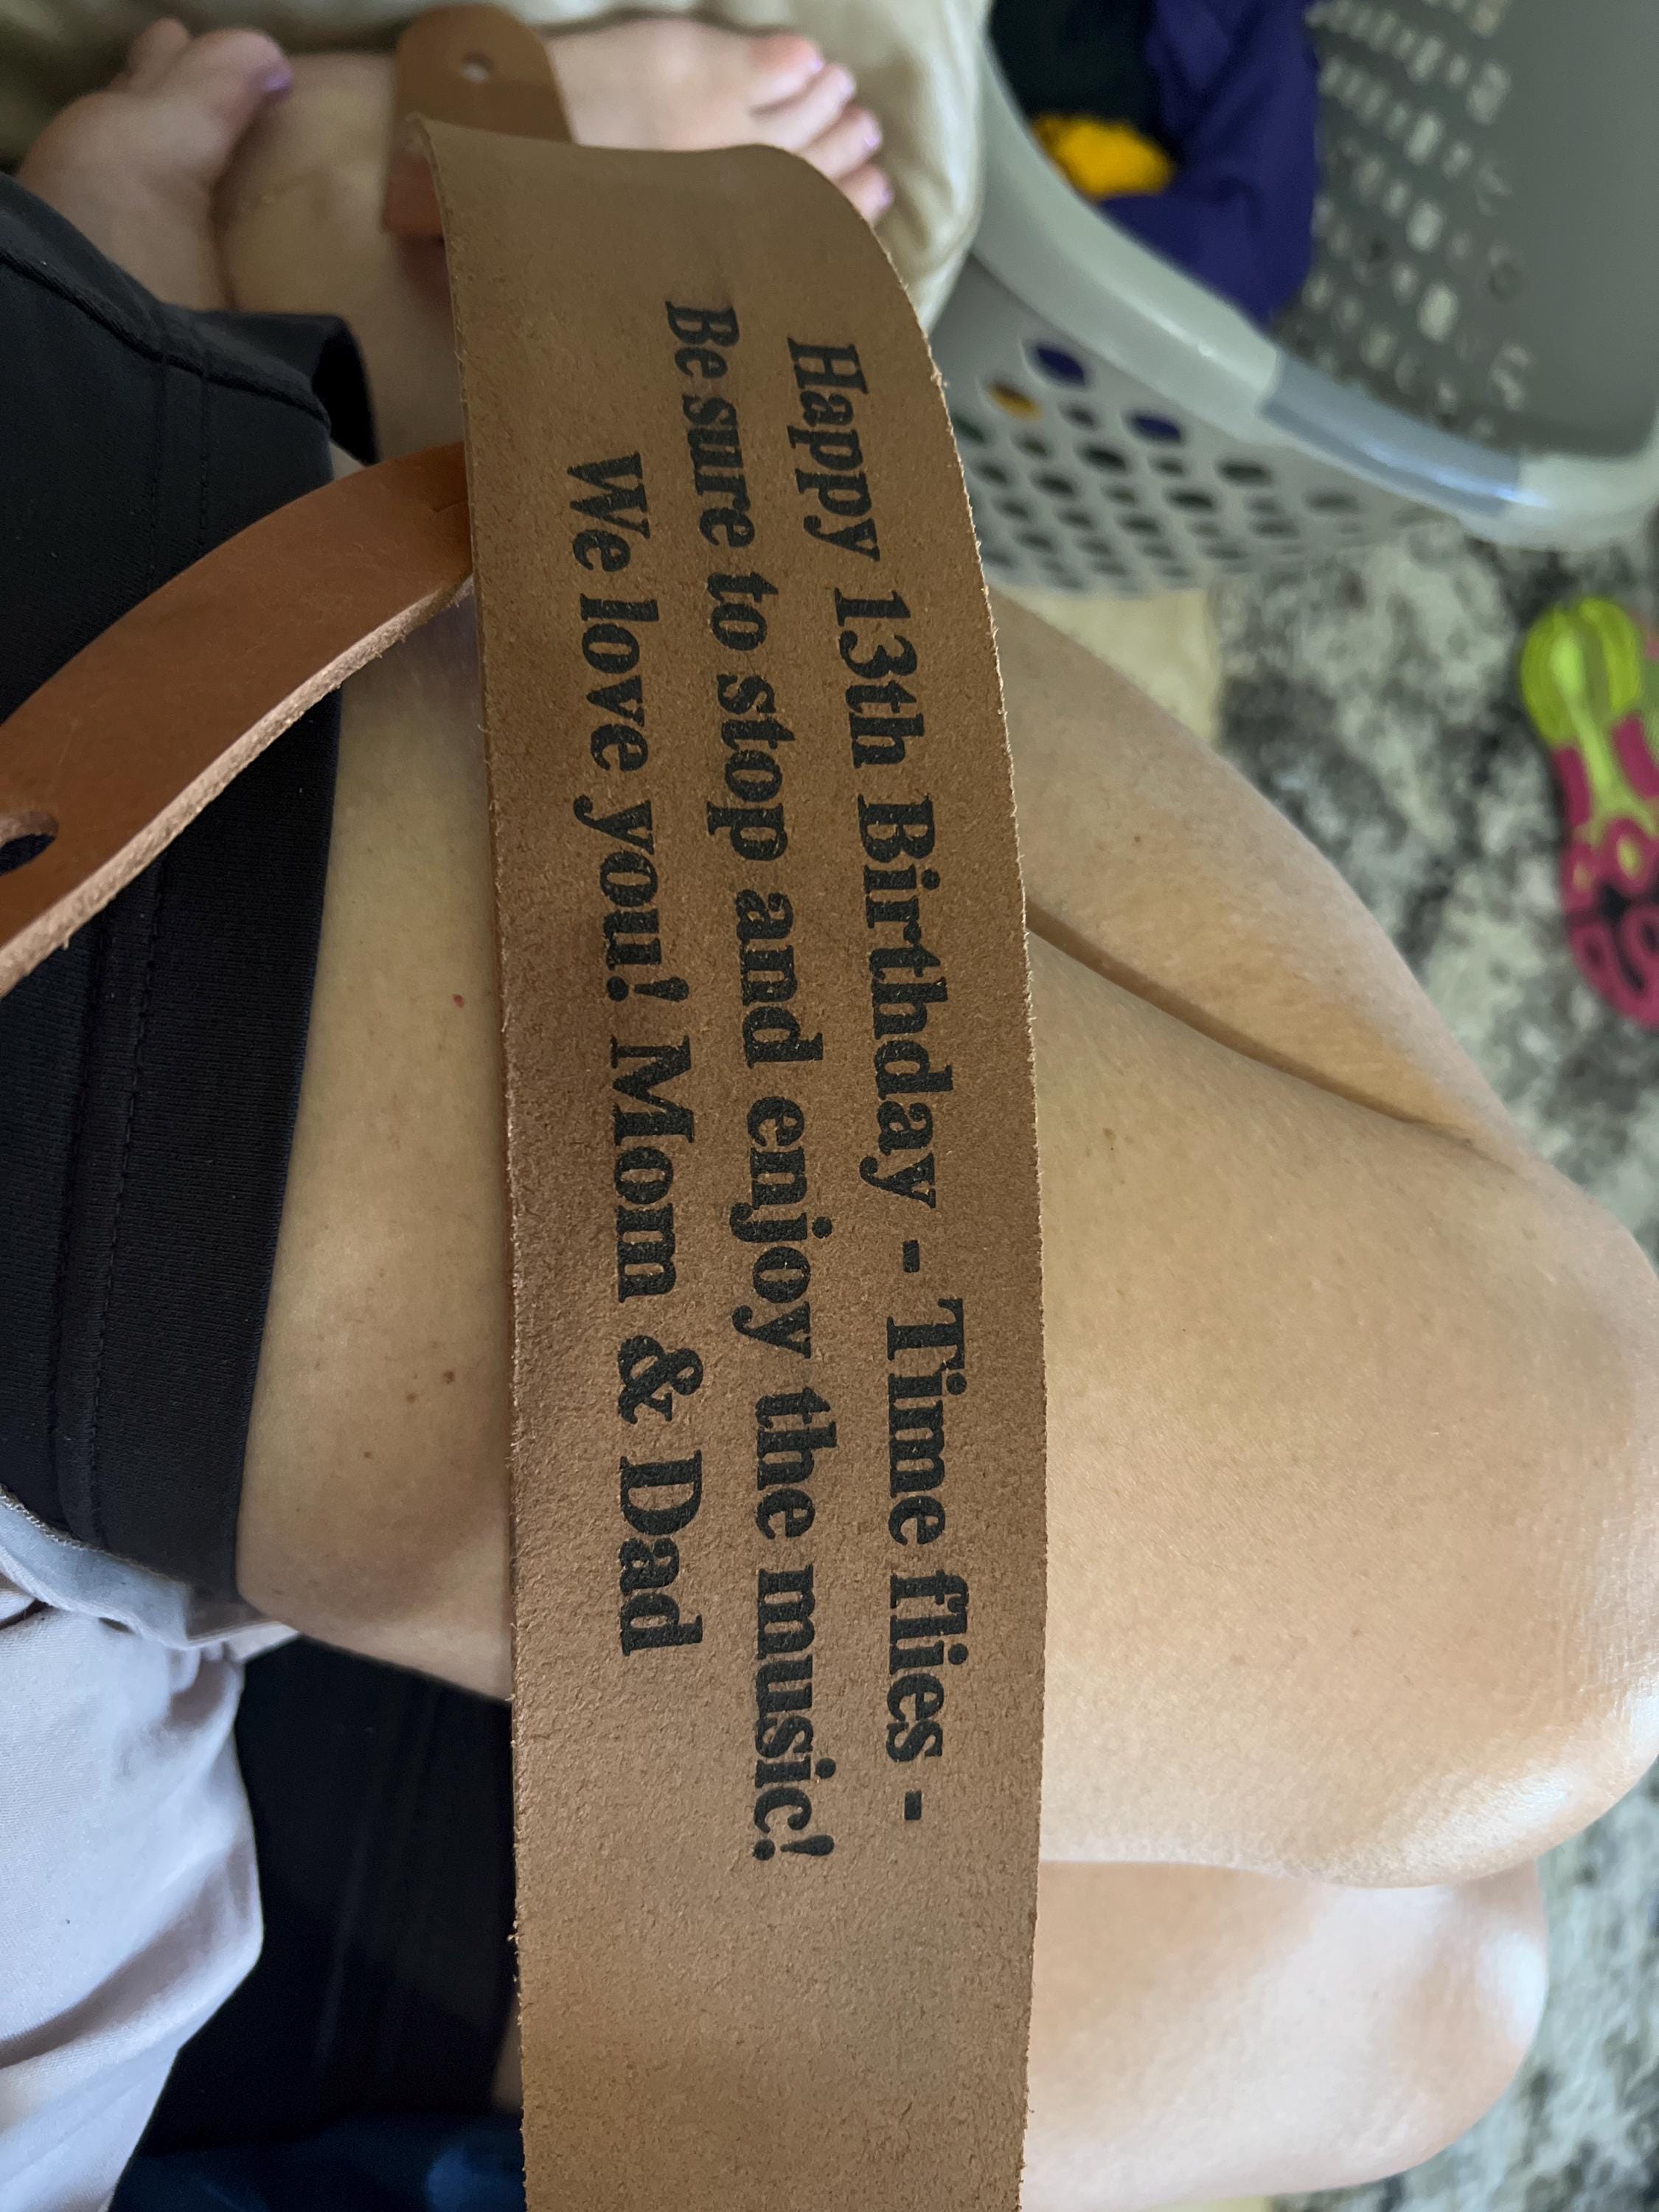 Happy 13th Birthday - Time flies -
Be sure to stop and enjoy the music!
We love you! Mom & Dad